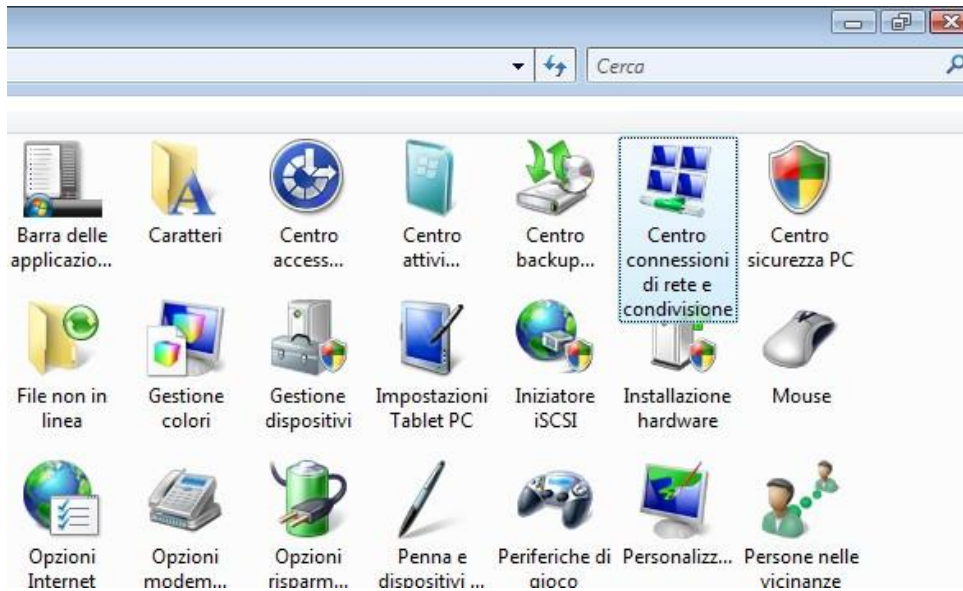 Cerca
Barra delle
applicazio...
Caratteri
Centro
access...
Centro
attivi...
Centro
backup...
Centro
connessioni
di rete e
condivisione
Centro
sicurezza PC
File non in
linea
Gestione
colori
Gestione
dispositivi
Impostazioni
Tablet PC
Iniziatore
iSCSI
Installazione
hardware
Mouse
Opzioni
Internet
Opzioni
modem...
Opzioni
risparm...
Penna e
dispositivi ...
Periferiche di
gioco
Personalizz...
Persone nelle
vicinanze